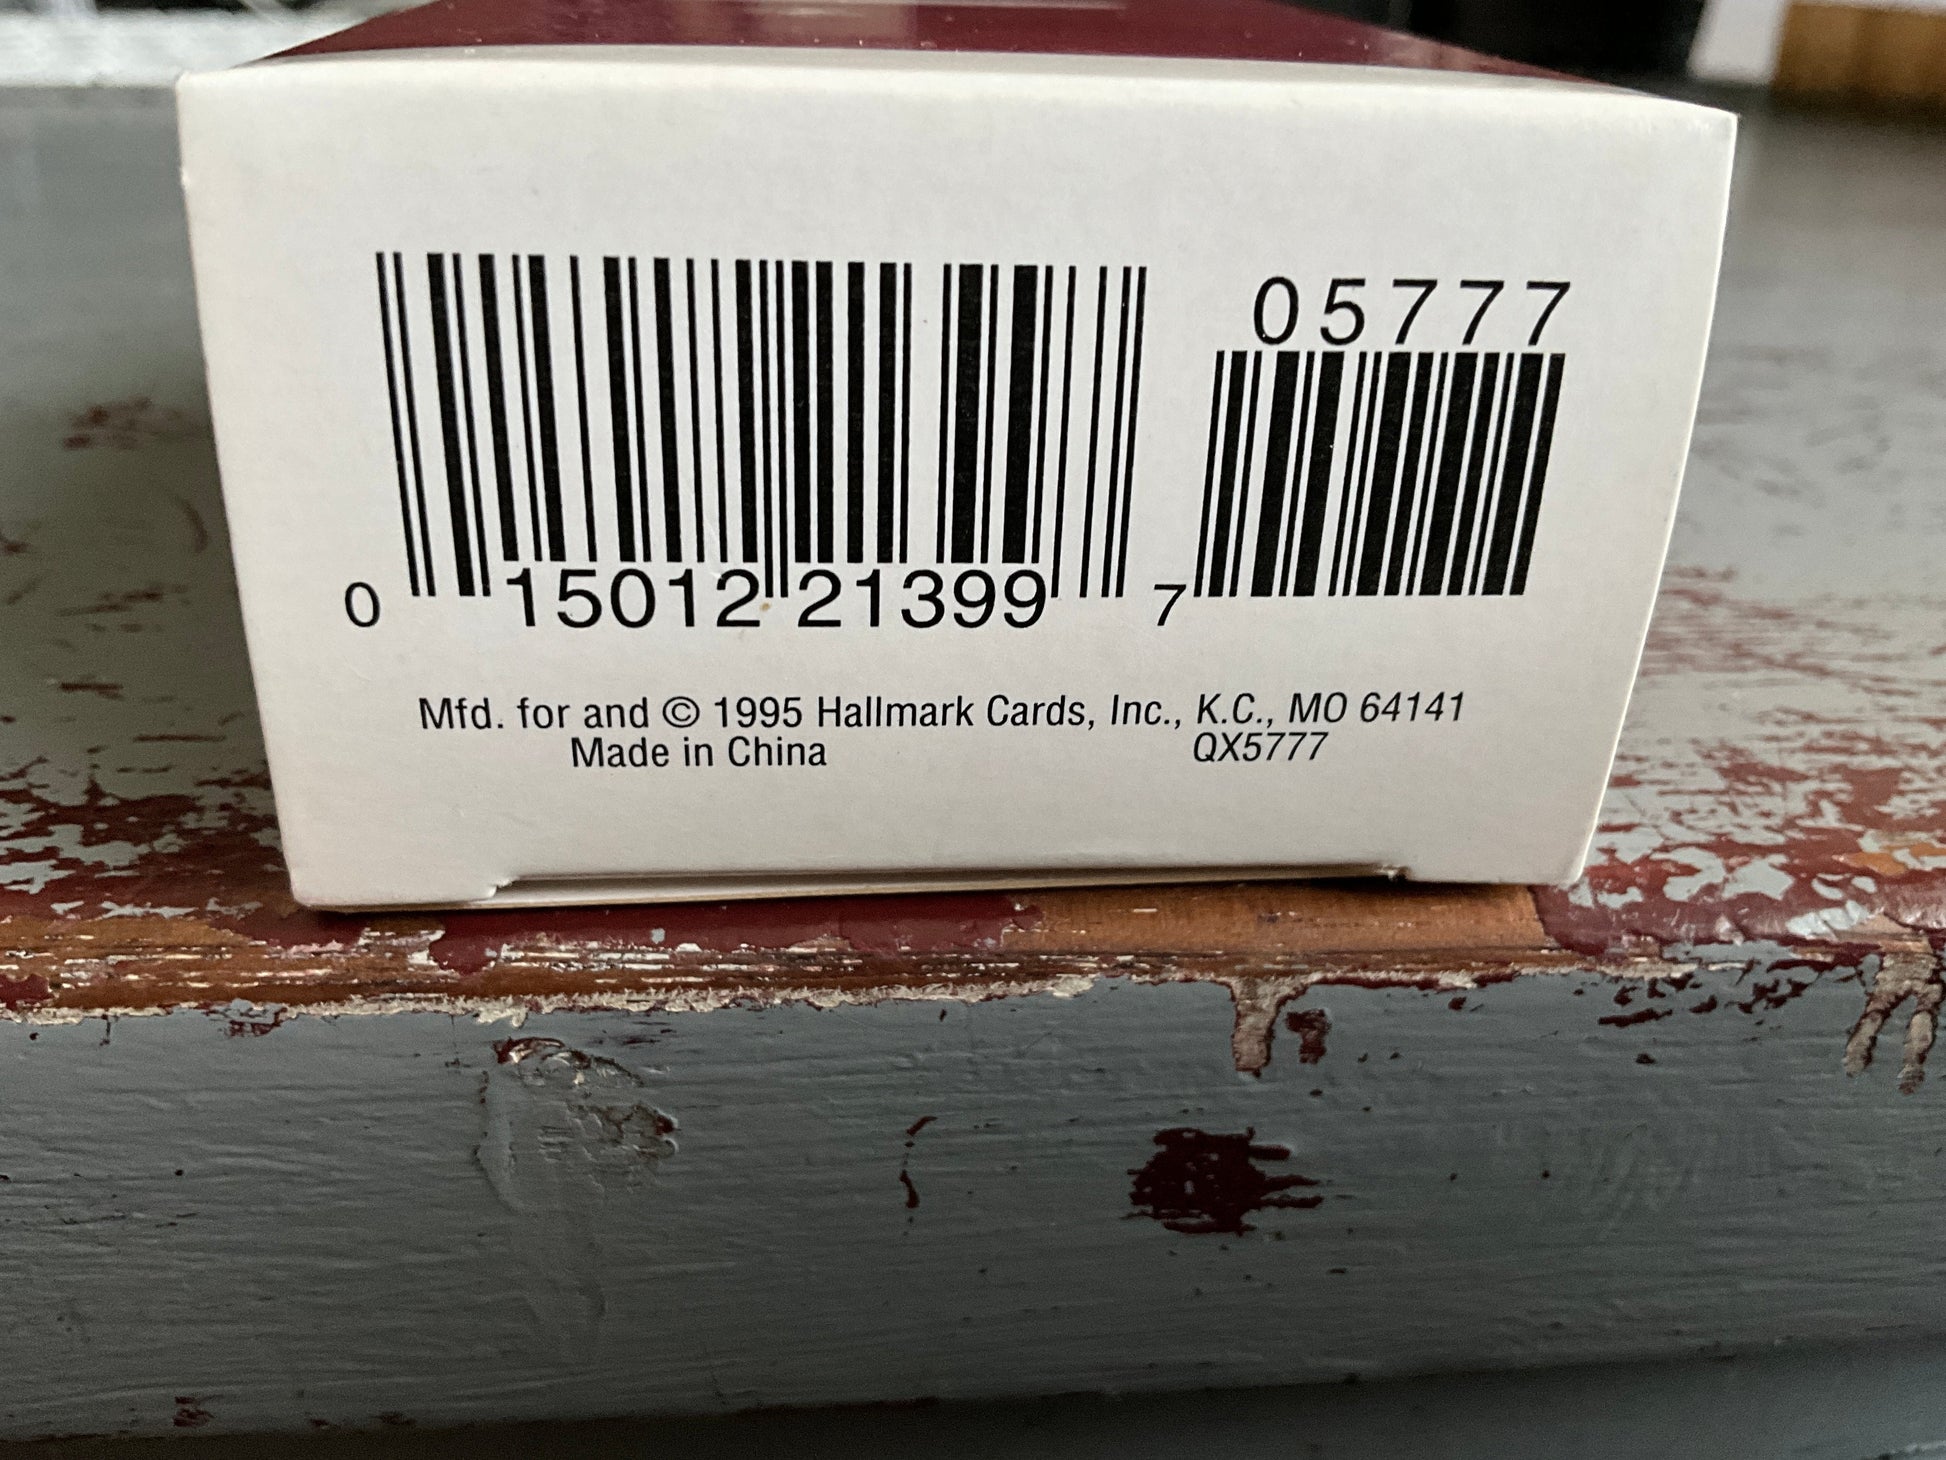 05777
0 15012 21399 7
Mfd. for and © 1995 Hallmark Cards, Inc., K.C., MO 64141
Made in China QX5777